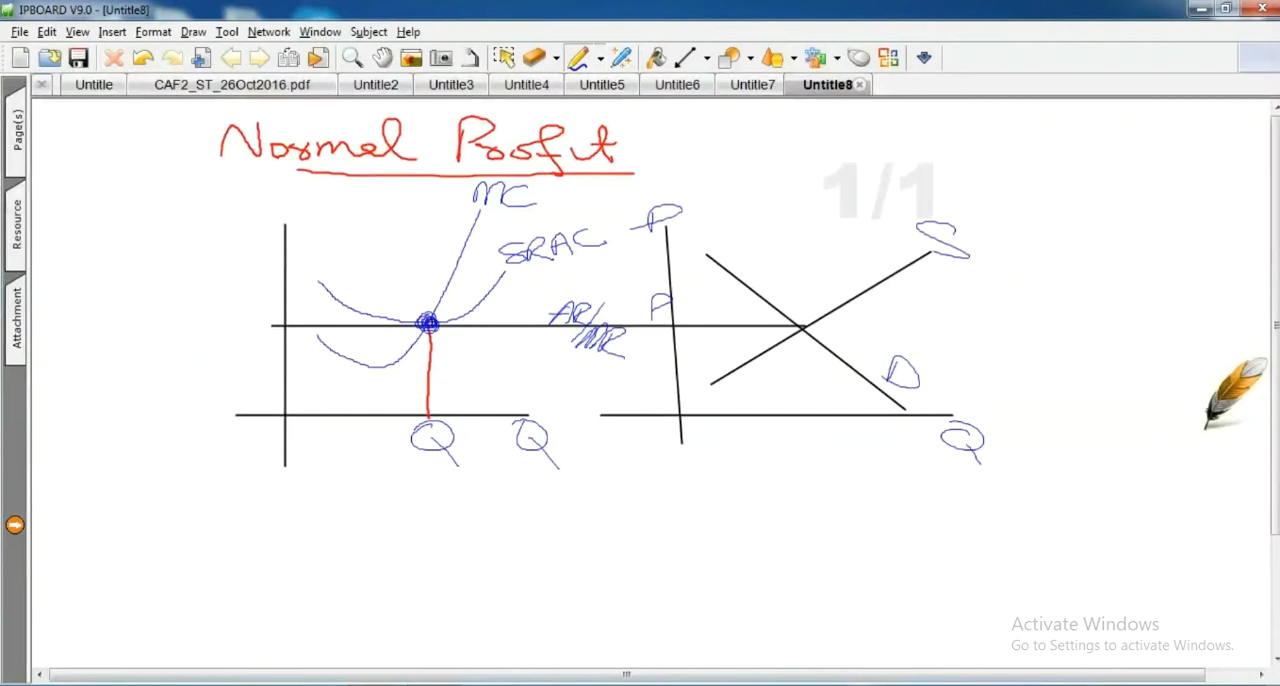 IPBOARD V9.0 - [Untitle8]
File Edit View Insert Format Draw Tool Network Window Subject Help
Untitle CAF2_ST_26Oct2016.pdf Untitle2 Untitle3 Untitle4 Untitle5 Untitle6 Untitle7 Untitle8
Page(s)
Resource
Attachment
1/1
Normal Profit
MC
SRAC
P
S
AR/
MR
P
D
Q
Q
Q
Activate Windows
Go to Settings to activate Windows.